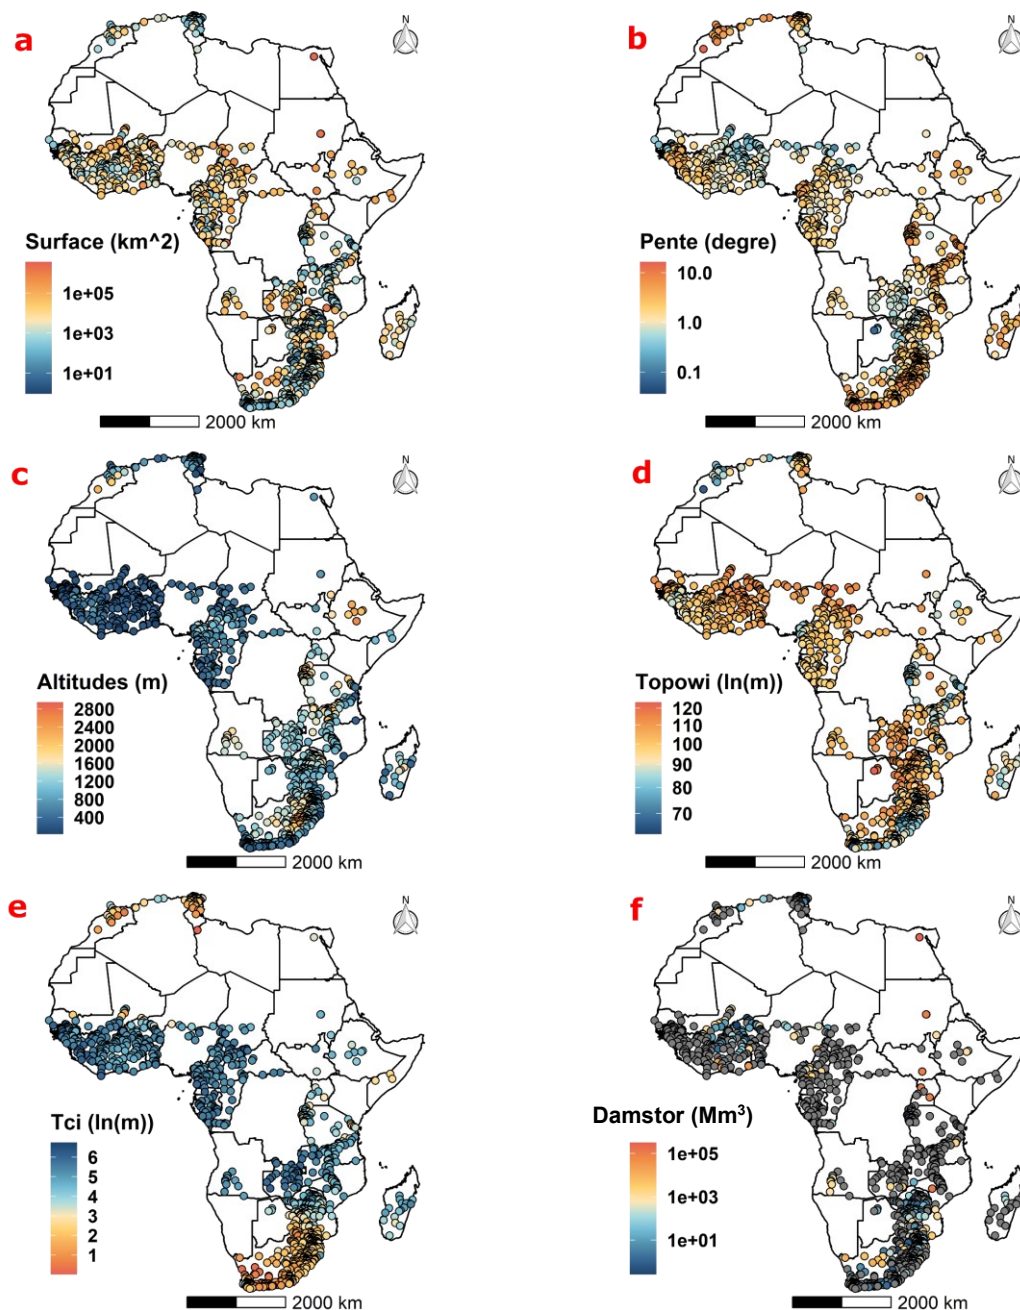 a
N
Surface (km^2)
1e+05
1e+03
1e+01
2000 km
b
N
Pente (degre)
10.0
1.0
0.1
2000 km
c
N
Altitudes (m)
2800
2400
2000
1600
1200
800
400
2000 km
d
N
Topowi (ln(m))
120
110
100
90
80
70
2000 km
e
N
Tci (ln(m))
6
5
4
3
2
1
2000 km
f
N
Damstor (Mm³)
1e+05
1e+03
1e+01
2000 km